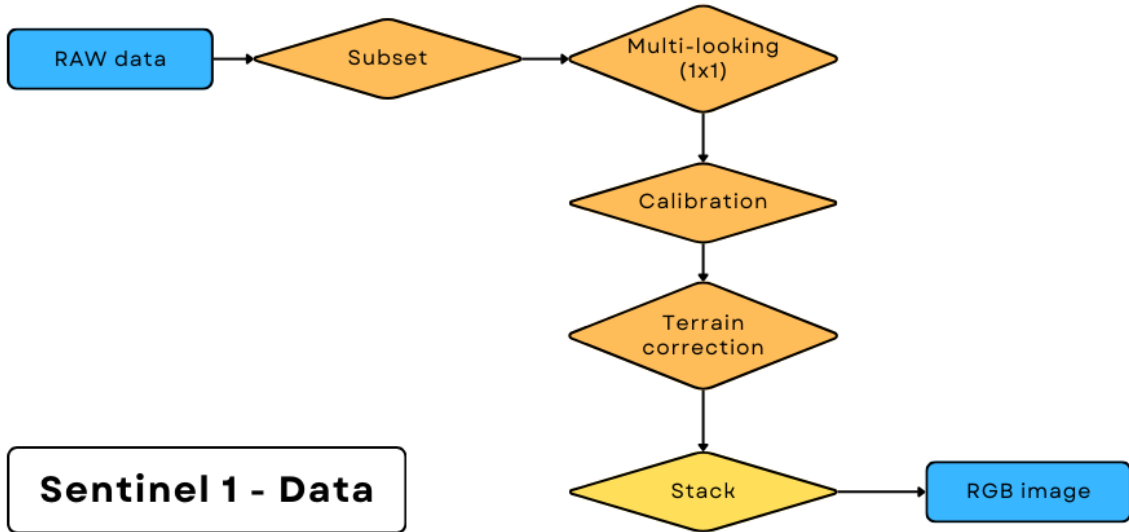 RAW data
Subset
Multi-looking
(1x1)
Calibration
Terrain
correction
Stack
RGB image
Sentinel 1 - Data